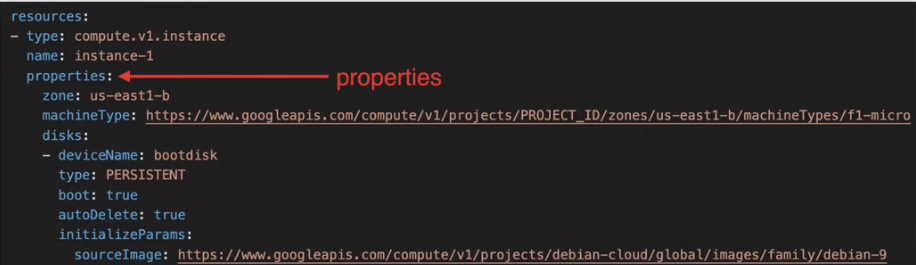 resources:
- type: compute.v1.instance
name: instance-1
properties: properties
zone: us-east1-b
machineType: https://www.googleapis.com/compute/v1/projects/PROJECT_ID/zones/us-east1-b/machineTypes/f1-micro
disks:
- deviceName: bootdisk
type: PERSISTENT
boot: true
autoDelete: true
initializeParams:
sourceImage: https://www.googleapis.com/compute/v1/projects/debian-cloud/global/images/family/debian-9